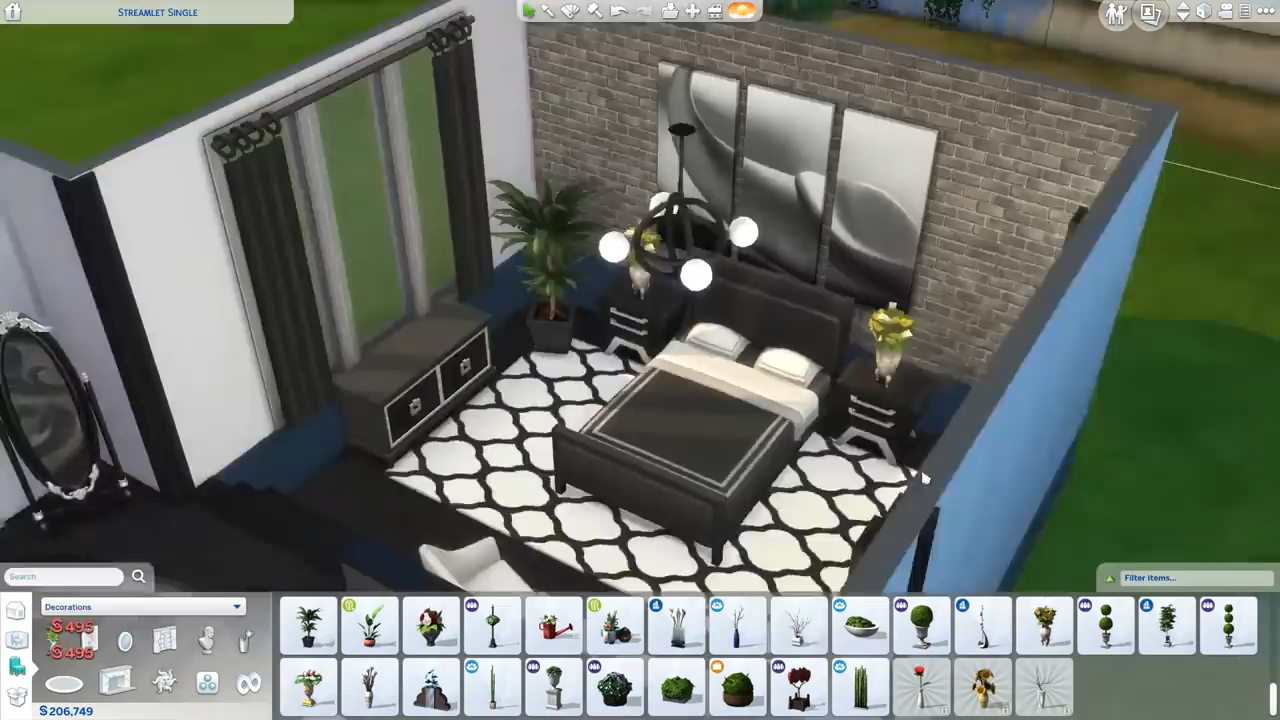 STREAMLET SINGLE
Search
Filter items...
Decorations
§495
§495
§206,749